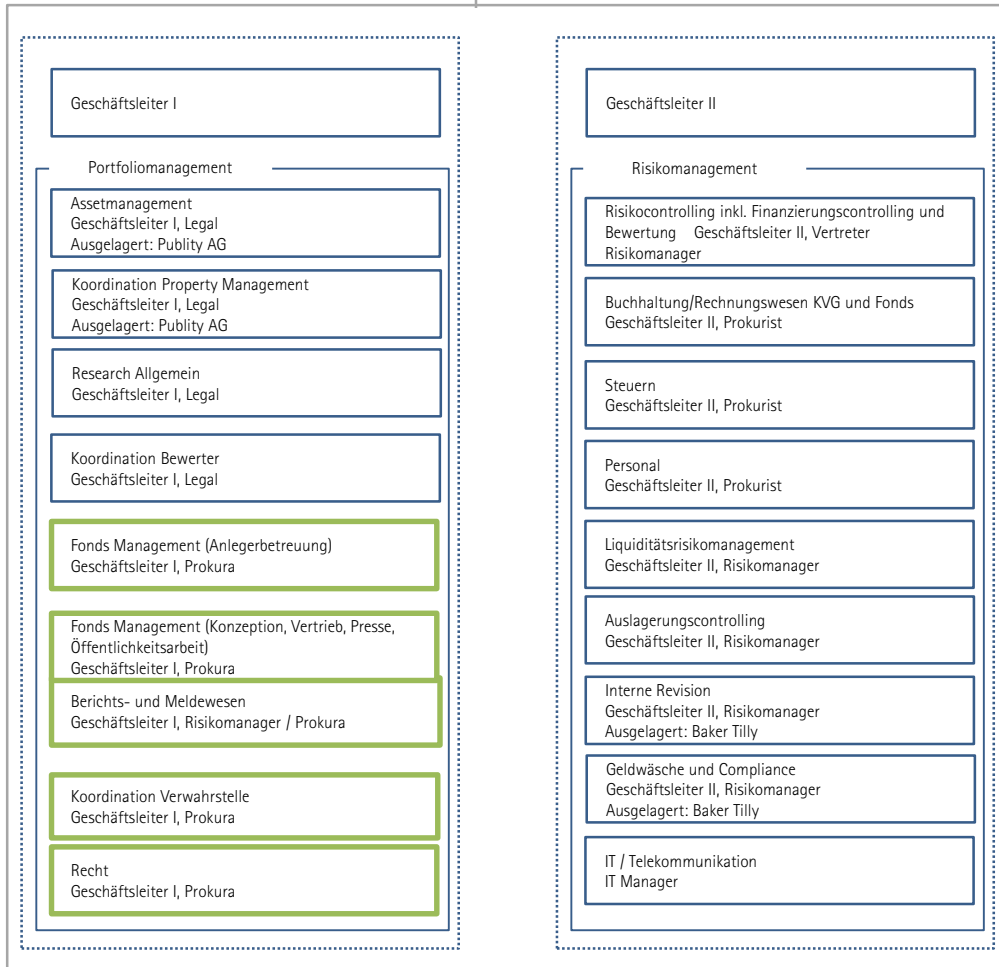 Geschäftsleiter I
Portfoliomanagement
Assetmanagement
Geschäftsleiter I, Legal
Ausgelagert: Publity AG
Koordination Property Management
Geschäftsleiter I, Legal
Ausgelagert: Publity AG
Research Allgemein
Geschäftsleiter I, Legal
Koordination Bewerter
Geschäftsleiter I, Legal
Fonds Management (Anlegerbetreuung)
Geschäftsleiter I, Prokura
Fonds Management (Konzeption, Vertrieb, Presse,
Öffentlichkeitsarbeit)
Geschäftsleiter I, Prokura
Berichts- und Meldewesen
Geschäftsleiter I, Risikomanager / Prokura
Koordination Verwahrstelle
Geschäftsleiter I, Prokura
Recht
Geschäftsleiter I, Prokura
Geschäftsleiter II
Risikomanagement
Risikocontrolling inkl. Finanzierungscontrolling und
Bewertung Geschäftsleiter II, Vertreter
Risikomanager
Buchhaltung/Rechnungswesen KVG und Fonds
Geschäftsleiter II, Prokurist
Steuern
Geschäftsleiter II, Prokurist
Personal
Geschäftsleiter II, Prokurist
Liquiditätsrisikomanagement
Geschäftsleiter II, Risikomanager
Auslagerungscontrolling
Geschäftsleiter II, Risikomanager
Interne Revision
Geschäftsleiter II, Risikomanager
Ausgelagert: Baker Tilly
Geldwäsche und Compliance
Geschäftsleiter II, Risikomanager
Ausgelagert: Baker Tilly
IT / Telekommunikation
IT Manager